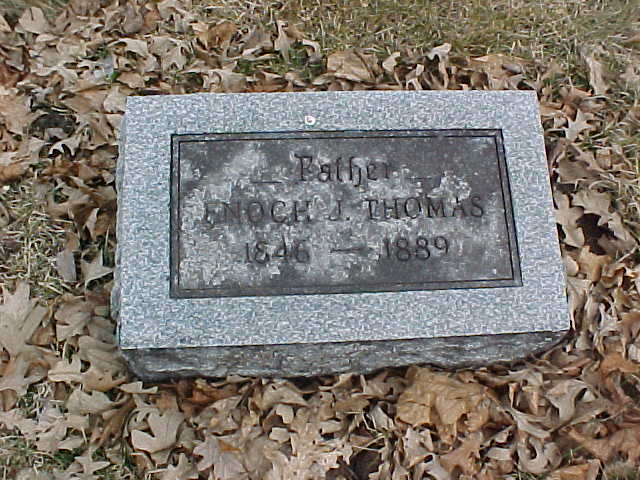 Father
ENOCH J. THOMAS
1846 — 1889